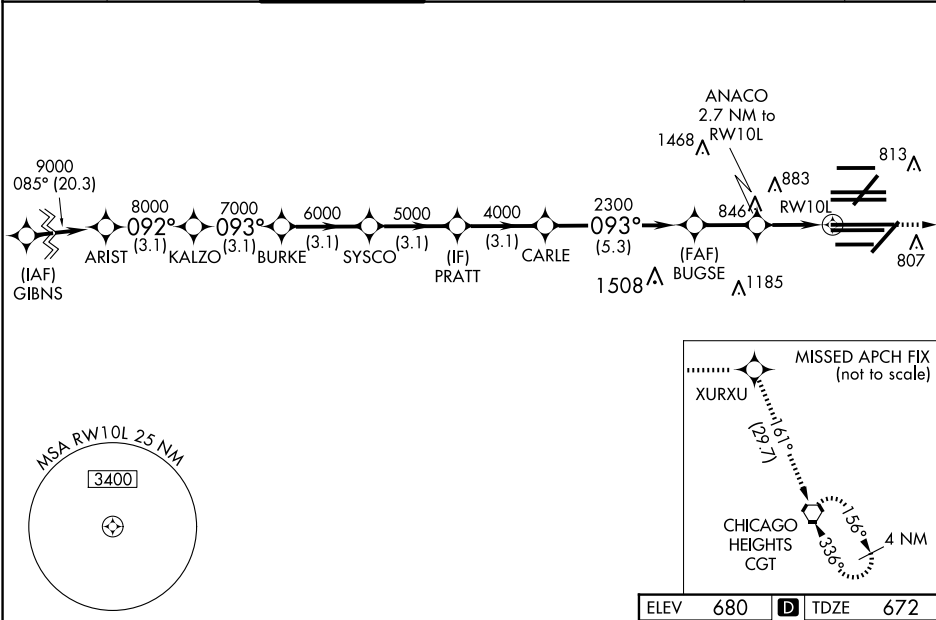 ANACO
2.7 NM to
RW10L
1468
813
883
846
RW10L
9000
085° (20.3)
8000
7000
6000
5000
4000
2300
092°
093°
093°
(3.1)
(3.1)
(3.1)
(3.1)
(3.1)
(5.3)
(IAF)
GIBNS
ARIST
KALZO
BURKE
SYSCO
(IF)
PRATT
CARLE
(FAF)
BUGSE
1508
1185
807
MISSED APCH FIX
(not to scale)
XURXU
161°
(29.7)
CHICAGO
HEIGHTS
CGT
156°
336°
4 NM
MSA RW10L 25 NM
3400
ELEV 680 D TDZE 672